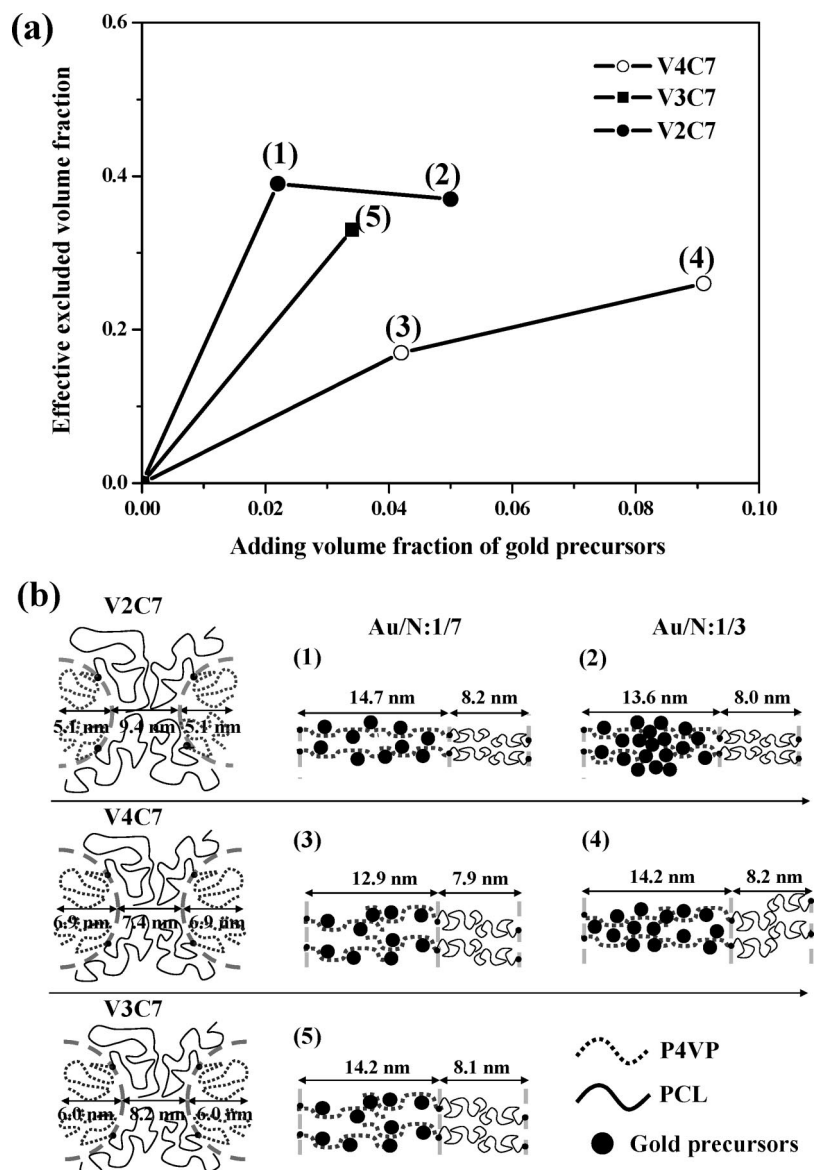 (a)
0.6
0.4
0.2
0.0
Effective excluded volume fraction
V4C7
V3C7
V2C7
(1)
(2)
(5)
(4)
(3)
0.00
0.02
0.04
0.06
0.08
0.10
Adding volume fraction of gold precursors
(b)
V2C7
Au/N:1/7
Au/N:1/3
(1)
(2)
14.7 nm
8.2 nm
13.6 nm
8.0 nm
5.1 nm
9.4 nm
5.1 nm
V4C7
(3)
(4)
12.9 nm
7.9 nm
14.2 nm
8.2 nm
6.9 nm
7.4 nm
6.9 nm
V3C7
(5)
14.2 nm
8.1 nm
6.0 nm
8.2 nm
6.0 nm
P4VP
PCL
Gold precursors